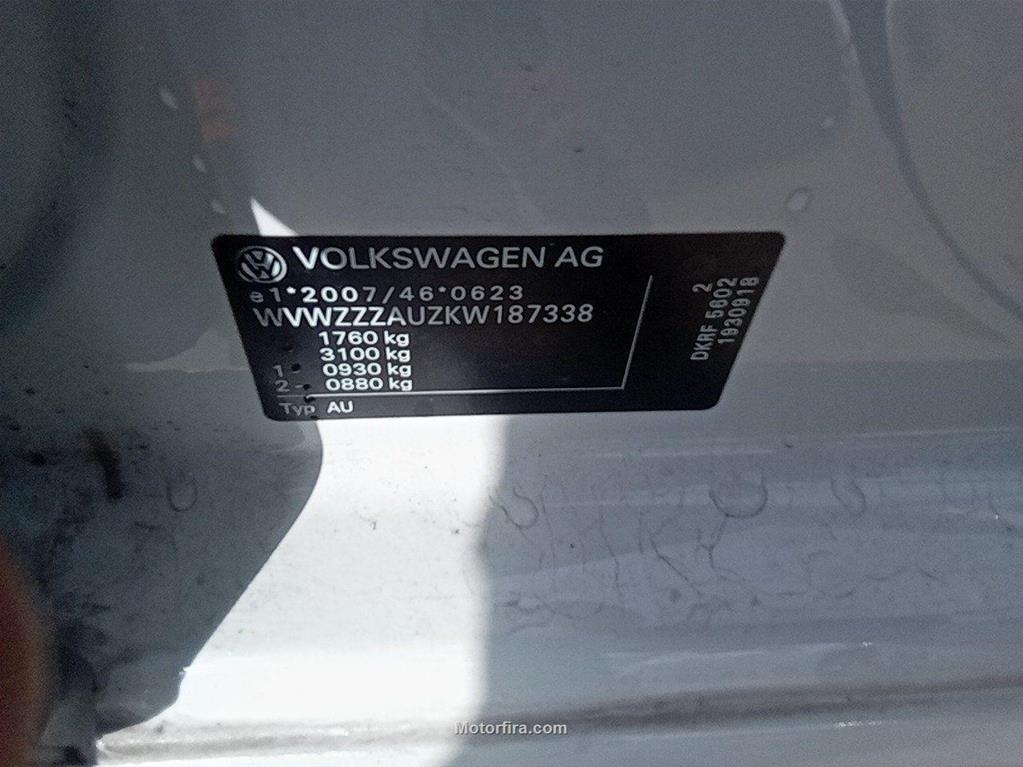 VOLKSWAGEN AG
e1*2007/46*0623
WVWZZZAUZKW187338
1760 kg
3100 kg
1- 0930 kg
2- 0880 kg
Typ AU
2
DKRF 5602
1930918
Motorfira.com